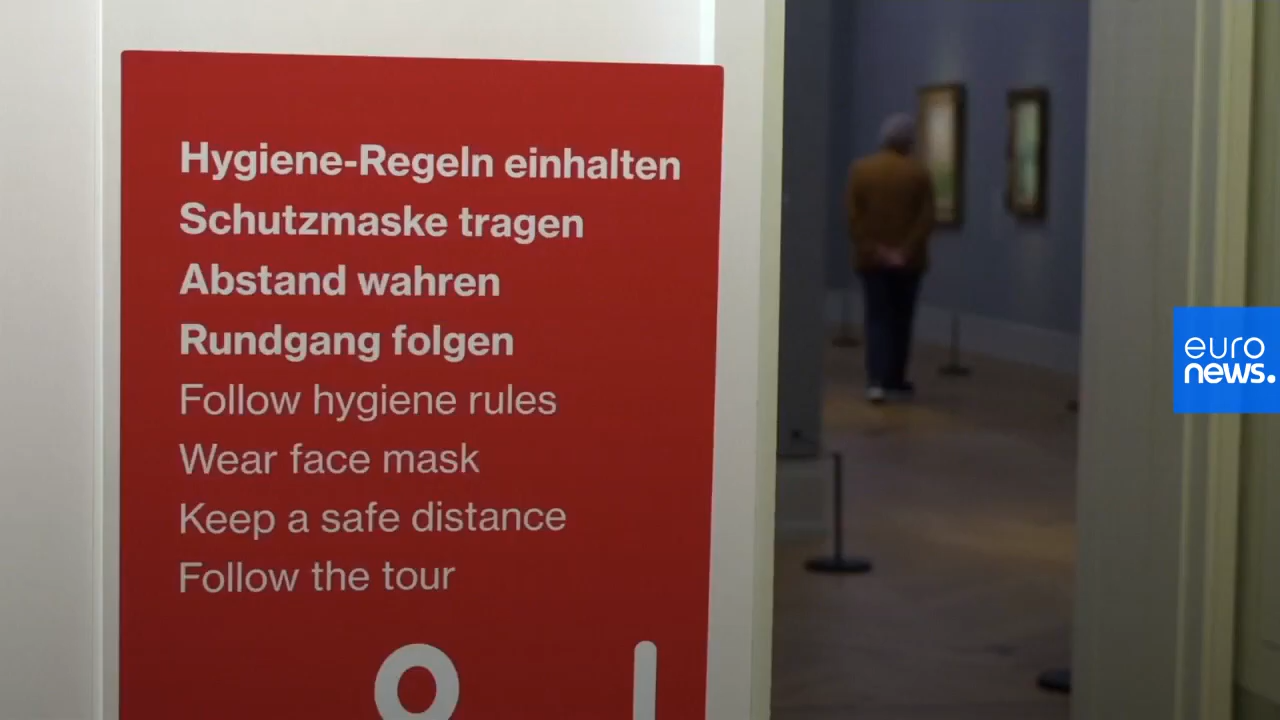 Hygiene-Regeln einhalten
Schutzmaske tragen
Abstand wahren
Rundgang folgen
Follow hygiene rules
Wear face mask
Keep a safe distance
Follow the tour
euro
news.